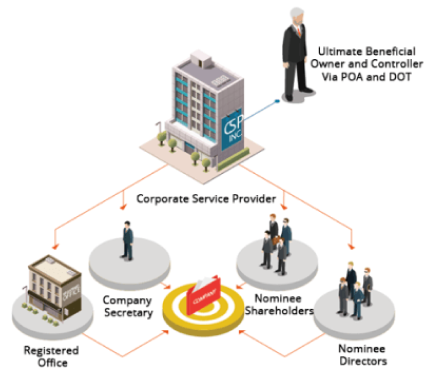 Ultimate Beneficial
Owner and Controller
Via POA and DOT
CSP
INC.
Corporate Service Provider
COMPANY
Company
Secretary
Nominee
Shareholders
Registered
Office
Nominee
Directors